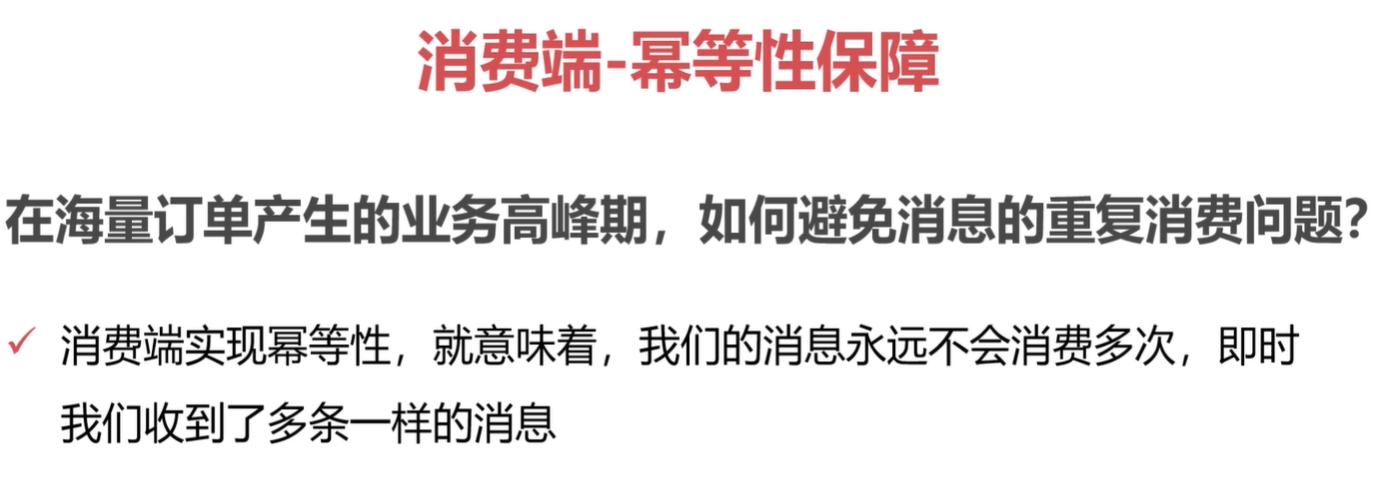 消费端-幂等性保障
在海量订单产生的业务高峰期，如何避免消息的重复消费问题?
✓ 消费端实现幂等性，就意味着，我们的消息永远不会消费多次，即时
我们收到了多条一样的消息